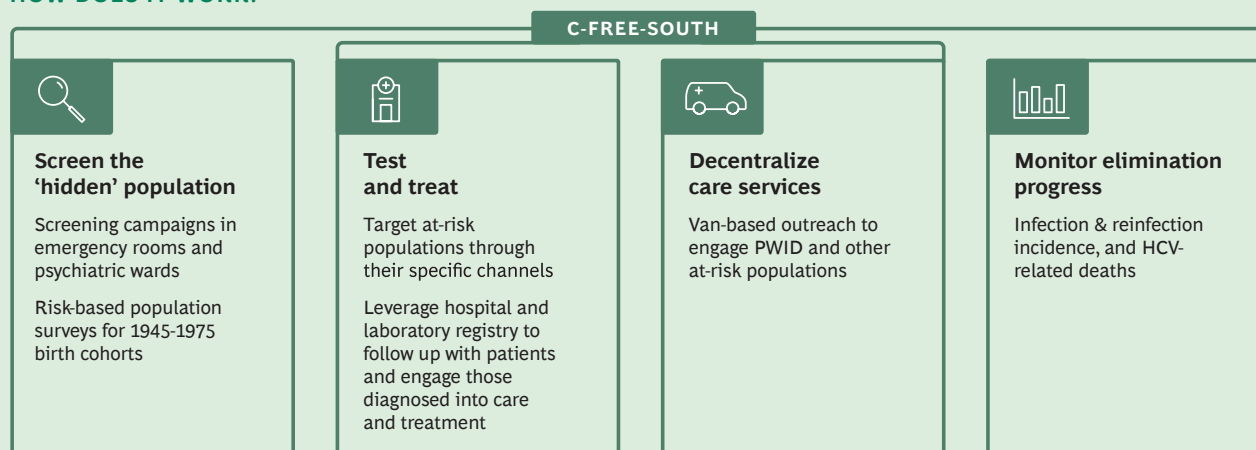 HOW DOES IT WORK?
C-FREE-SOUTH
Screen the
‘hidden’ population
Screening campaigns in
emergency rooms and
psychiatric wards
Risk-based population
surveys for 1945-1975
birth cohorts
Test
and treat
Target at-risk
populations through
their specific channels
Leverage hospital and
laboratory registry to
follow up with patients
and engage those
diagnosed into care
and treatment
Decentralize
care services
Van-based outreach to
engage PWID and other
at-risk populations
Monitor elimination
progress
Infection & reinfection
incidence, and HCV-
related deaths